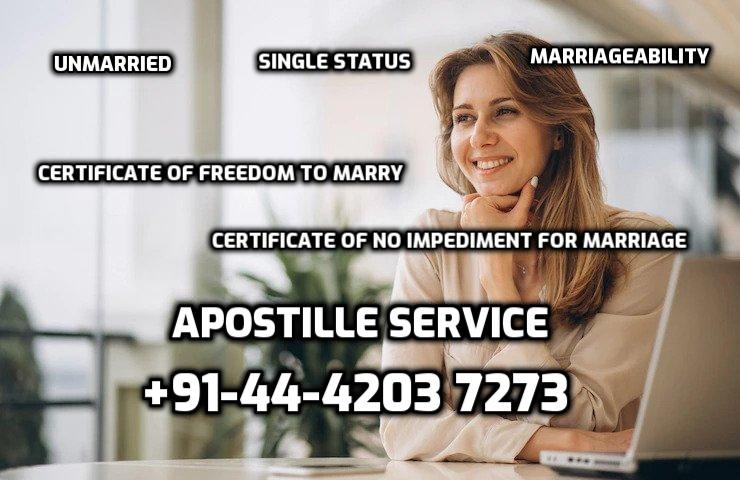 UNMARRIED
SINGLE STATUS
MARRIAGEABILITY
CERTIFICATE OF FREEDOM TO MARRY
CERTIFICATE OF NO IMPEDIMENT FOR MARRIAGE
APOSTILLE SERVICE
+91-44-4203 7273